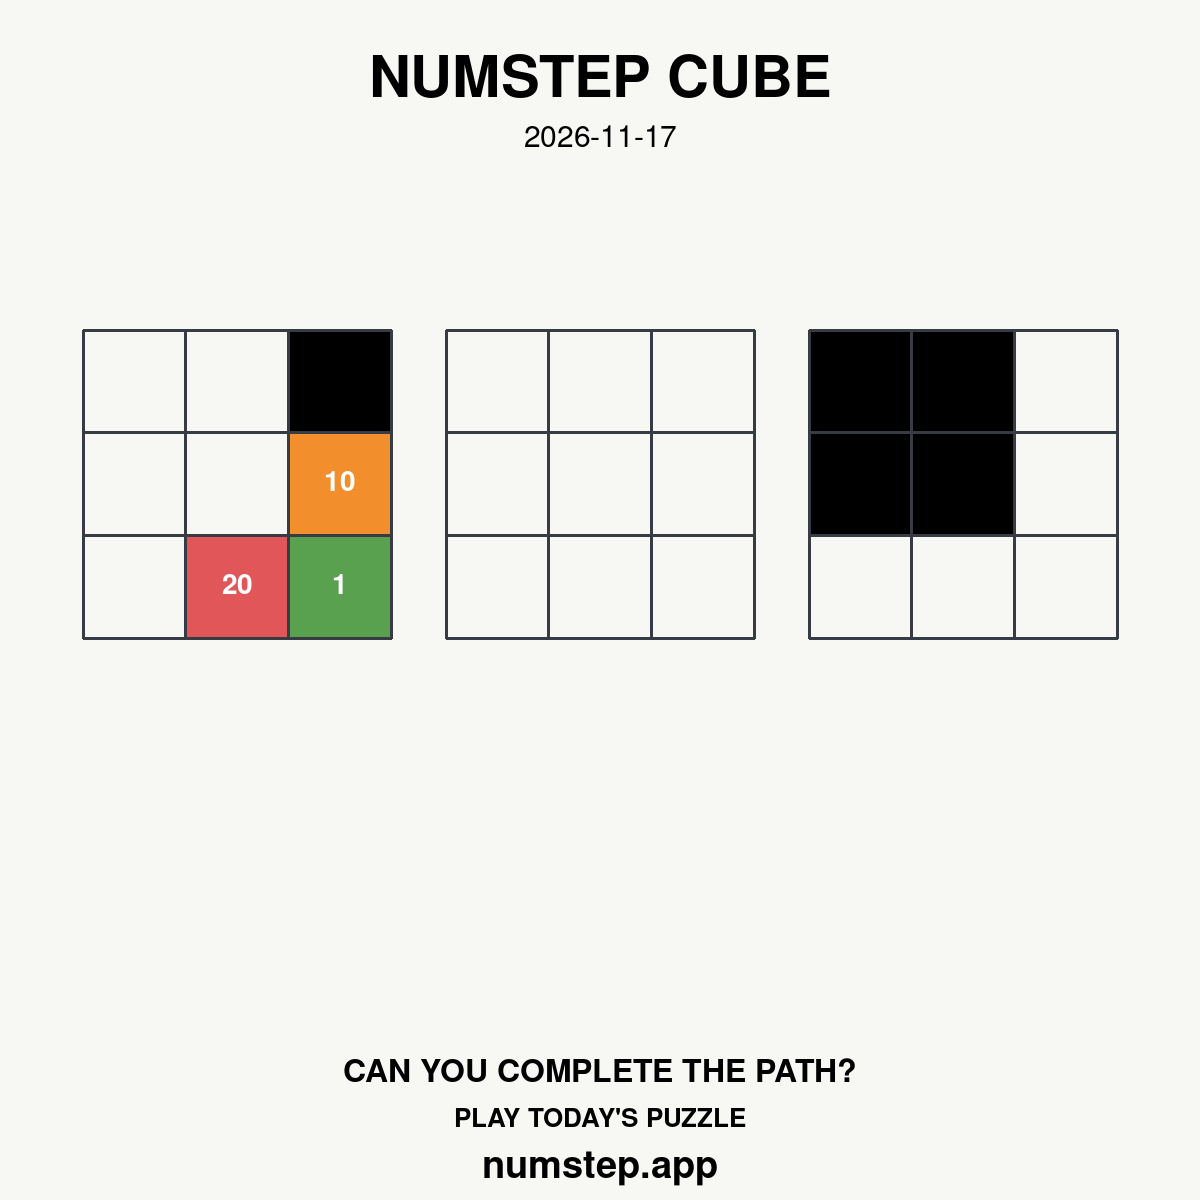 NUMSTEP CUBE
2026-11-17
10
20 1
CAN YOU COMPLETE THE PATH?
PLAY TODAY'S PUZZLE
numstep.app